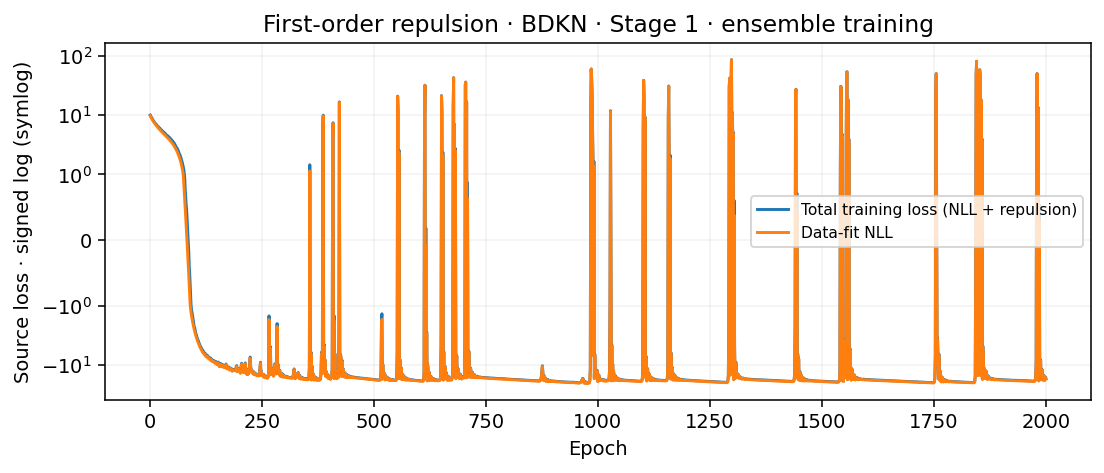 First-order repulsion · BDKN · Stage 1 · ensemble training
Source loss · signed log (symlog)
10²
10¹
10⁰
0
−10⁰
−10¹
Total training loss (NLL + repulsion)
Data-fit NLL
0 250 500 750 1000 1250 1500 1750 2000
Epoch